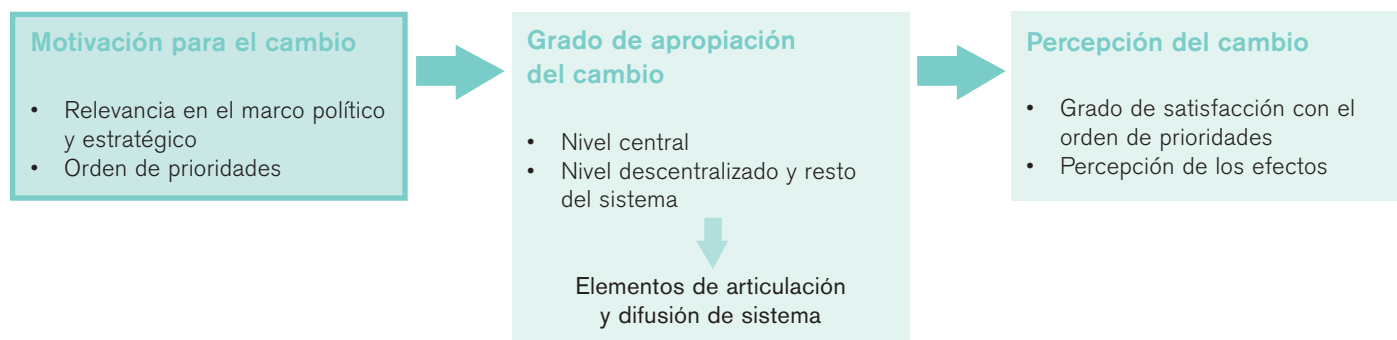 Motivación para el cambio
• Relevancia en el marco político
y estratégico
• Orden de prioridades
Grado de apropiación
del cambio
• Nivel central
• Nivel descentralizado y resto
del sistema
Elementos de articulación
y difusión de sistema
Percepción del cambio
• Grado de satisfacción con el
orden de prioridades
• Percepción de los efectos